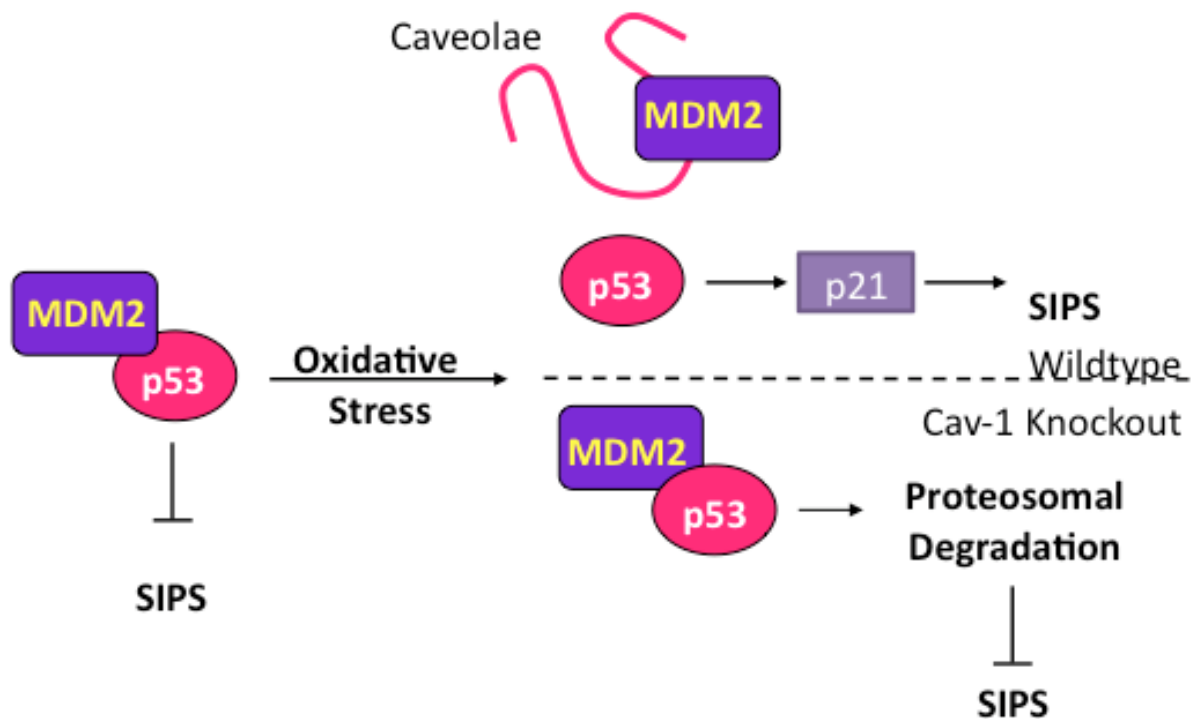 Caveolae
MDM2
p53
p21
SIPS
MDM2
p53
Oxidative
Stress
Wildtype
Cav-1 Knockout
MDM2
p53
Proteosomal
Degradation
SIPS
SIPS